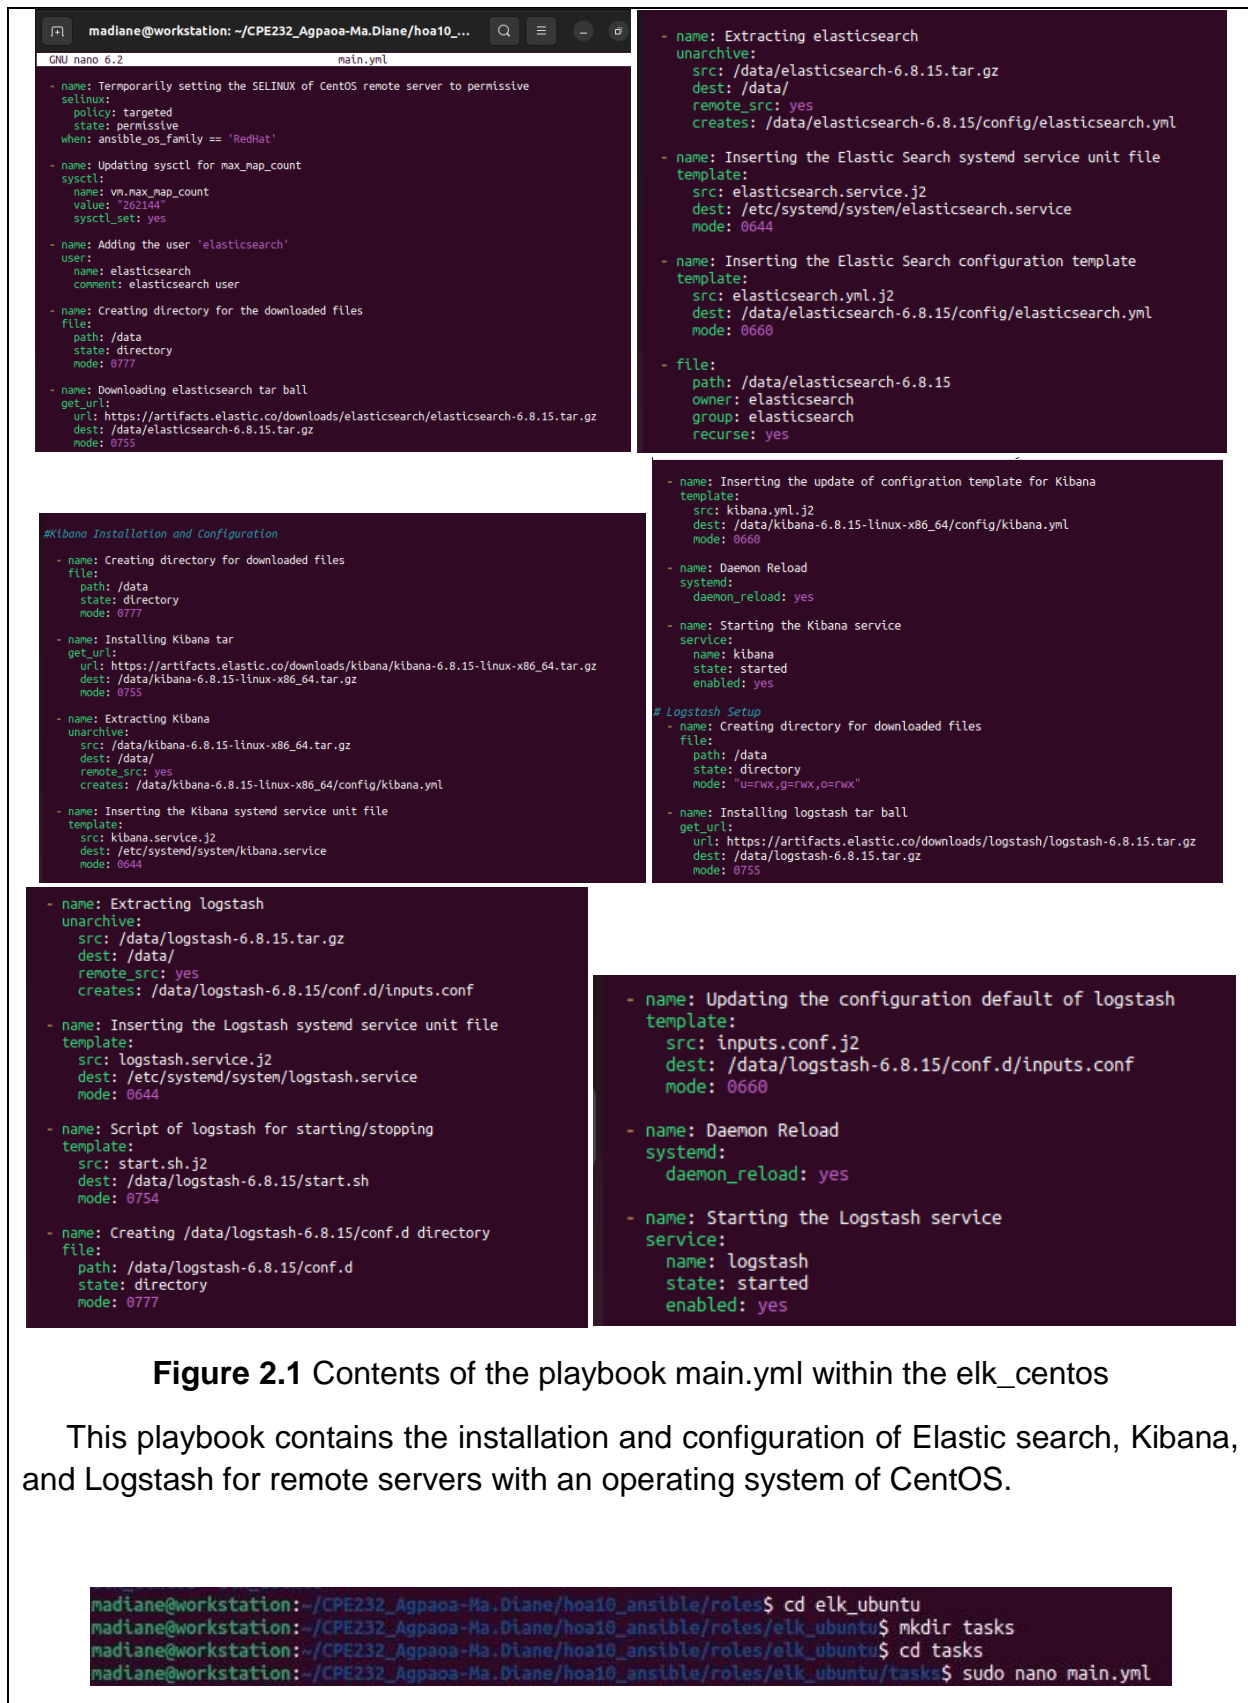 madiane@workstation: ~/CPE232_Agpaoa-Ma.Diane/hoa10_...
GNU nano 6.2 main.yml
- name: Termporarily setting the SELINUX of CentOS remote server to permissive
selinux:
policy: targeted
state: permissive
when: ansible_os_family == 'RedHat'
- name: Updating sysctl for max_map_count
sysctl:
name: vm.max_map_count
value: "262144"
sysctl_set: yes
- name: Adding the user 'elasticsearch'
user:
name: elasticsearch
comment: elasticsearch user
- name: Creating directory for the downloaded files
file:
path: /data
state: directory
mode: 0777
- name: Downloading elasticsearch tar ball
get_url:
url: https://artifacts.elastic.co/downloads/elasticsearch/elasticsearch-6.8.15.tar.gz
dest: /data/elasticsearch-6.8.15.tar.gz
mode: 0755
- name: Extracting elasticsearch
unarchive:
src: /data/elasticsearch-6.8.15.tar.gz
dest: /data/
remote_src: yes
creates: /data/elasticsearch-6.8.15/config/elasticsearch.yml
- name: Inserting the Elastic Search systemd service unit file
template:
src: elasticsearch.service.j2
dest: /etc/systemd/system/elasticsearch.service
mode: 0644
- name: Inserting the Elastic Search configuration template
template:
src: elasticsearch.yml.j2
dest: /data/elasticsearch-6.8.15/config/elasticsearch.yml
mode: 0660
- file:
path: /data/elasticsearch-6.8.15
owner: elasticsearch
group: elasticsearch
recurse: yes
#Kibana Installation and Configuration
- name: Creating directory for downloaded files
file:
path: /data
state: directory
mode: 0777
- name: Installing Kibana tar
get_url:
url: https://artifacts.elastic.co/downloads/kibana/kibana-6.8.15-linux-x86_64.tar.gz
dest: /data/kibana-6.8.15-linux-x86_64.tar.gz
mode: 0755
- name: Extracting Kibana
unarchive:
src: /data/kibana-6.8.15-linux-x86_64.tar.gz
dest: /data/
remote_src: yes
creates: /data/kibana-6.8.15-linux-x86_64/config/kibana.yml
- name: Inserting the Kibana systemd service unit file
template:
src: kibana.service.j2
dest: /etc/systemd/system/kibana.service
mode: 0644
- name: Inserting the update of configration template for Kibana
template:
src: kibana.yml.j2
dest: /data/kibana-6.8.15-linux-x86_64/config/kibana.yml
mode: 0660
- name: Daemon Reload
systemd:
daemon_reload: yes
- name: Starting the Kibana service
service:
name: kibana
state: started
enabled: yes
# Logstash Setup
- name: Creating directory for downloaded files
file:
path: /data
state: directory
mode: "u=rwx,g=rwx,o=rwx"
- name: Installing logstash tar ball
get_url:
url: https://artifacts.elastic.co/downloads/logstash/logstash-6.8.15.tar.gz
dest: /data/logstash-6.8.15.tar.gz
mode: 0755
- name: Extracting logstash
unarchive:
src: /data/logstash-6.8.15.tar.gz
dest: /data/
remote_src: yes
creates: /data/logstash-6.8.15/conf.d/inputs.conf
- name: Inserting the Logstash systemd service unit file
template:
src: logstash.service.j2
dest: /etc/systemd/system/logstash.service
mode: 0644
- name: Script of logstash for starting/stopping
template:
src: start.sh.j2
dest: /data/logstash-6.8.15/start.sh
mode: 0754
- name: Creating /data/logstash-6.8.15/conf.d directory
file:
path: /data/logstash-6.8.15/conf.d
state: directory
mode: 0777
- name: Updating the configuration default of logstash
template:
src: inputs.conf.j2
dest: /data/logstash-6.8.15/conf.d/inputs.conf
mode: 0660
- name: Daemon Reload
systemd:
daemon_reload: yes
- name: Starting the Logstash service
service:
name: logstash
state: started
enabled: yes
Figure 2.1 Contents of the playbook main.yml within the elk_centos
This playbook contains the installation and configuration of Elastic search, Kibana,
and Logstash for remote servers with an operating system of CentOS.
madiane@workstation:~/CPE232_Agpaoa-Ma.Diane/hoa10_ansible/roles$ cd elk_ubuntu
madiane@workstation:~/CPE232_Agpaoa-Ma.Diane/hoa10_ansible/roles/elk_ubuntu$ mkdir tasks
madiane@workstation:~/CPE232_Agpaoa-Ma.Diane/hoa10_ansible/roles/elk_ubuntu$ cd tasks
madiane@workstation:~/CPE232_Agpaoa-Ma.Diane/hoa10_ansible/roles/elk_ubuntu/tasks$ sudo nano main.yml